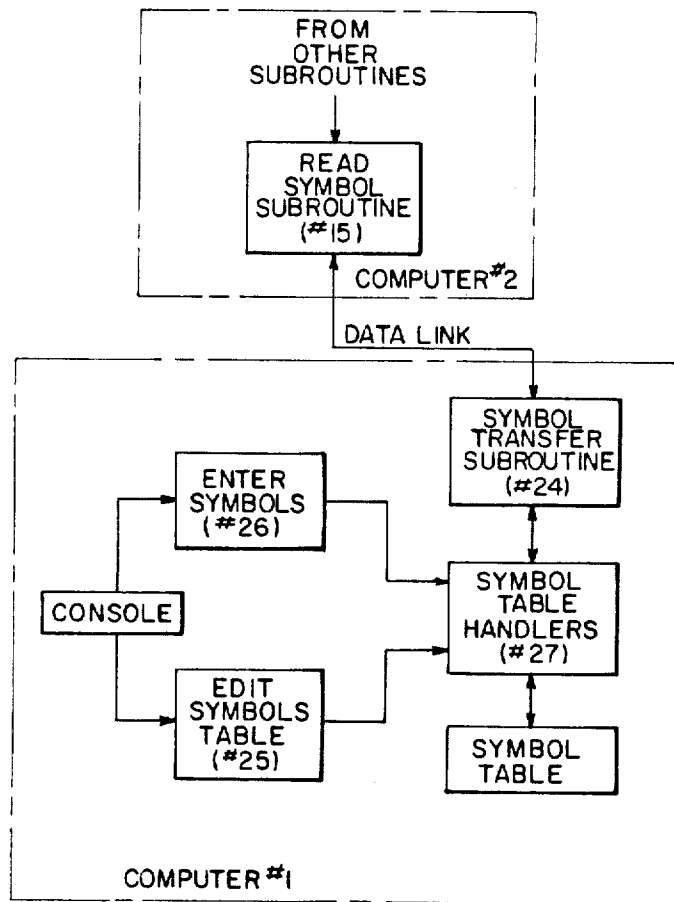 FROM
OTHER
SUBROUTINES
READ
SYMBOL
SUBROUTINE
(#15)
COMPUTER #2
DATA LINK
SYMBOL
TRANSFER
SUBROUTINE
(#24)
ENTER
SYMBOLS
(#26)
CONSOLE
SYMBOL
TABLE
HANDLERS
(#27)
EDIT
SYMBOLS
TABLE
(#25)
SYMBOL
TABLE
COMPUTER #1